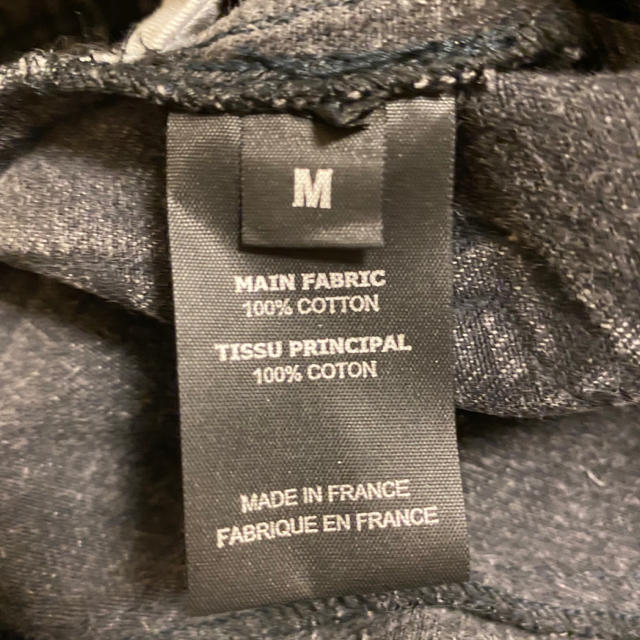 M
MAIN FABRIC
100% COTTON
TISSU PRINCIPAL
100% COTON
MADE IN FRANCE
FABRIQUE EN FRANCE